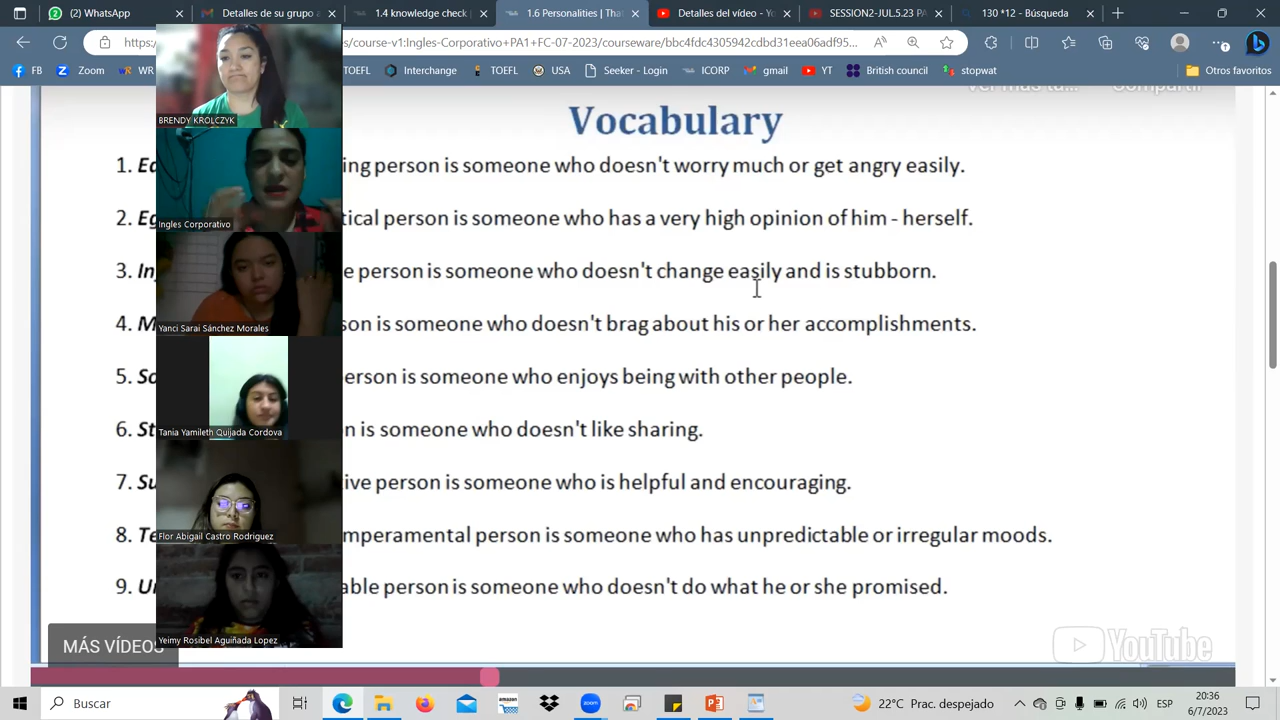 Detalles de su grupo a
1.4 knowledge check |
1.6 Personalities | That
Detalles del vídeo - Yo
SESSION2-JUL5.23 PA
130 *12 - Búsqueda
https:
s/course-v1:Ingles-Corporativo+PA1+FC-07-2023/courseware/bbc4fdc4305942cdbd31eea06adf95...
FB
Zoom
WR
TOEFL
Interchange
TOEFL
USA
Seeker - Login
ICORP
gmail
YT
British council
stopwat
Otros favoritos
Compartir
Vocabulary
1. Ea
ing person is someone who doesn't worry much or get angry easily.
2. Eg
tical person is someone who has a very high opinion of him - herself.
3. In
e person is someone who doesn't change easily and is stubborn.
4. M
son is someone who doesn't brag about his or her accomplishments.
5. So
person is someone who enjoys being with other people.
6. St
n is someone who doesn't like sharing.
7. Su
ive person is someone who is helpful and encouraging.
8. Te
mperamental person is someone who has unpredictable or irregular moods.
9. Un
able person is someone who doesn't do what he or she promised.
BRENDY KROLCZYK
Ingles Corporativo
Yanci Sarai Sánchez Morales
Tania Yamileth Quijada Cordova
Flor Abigail Castro Rodriguez
Yeimy Rosibel Aguiñada Lopez
MÁS VÍDEOS
YouTube
Buscar
amazon
zoom
22°C Prac. despejado
ESP
20:36
6/7/2023